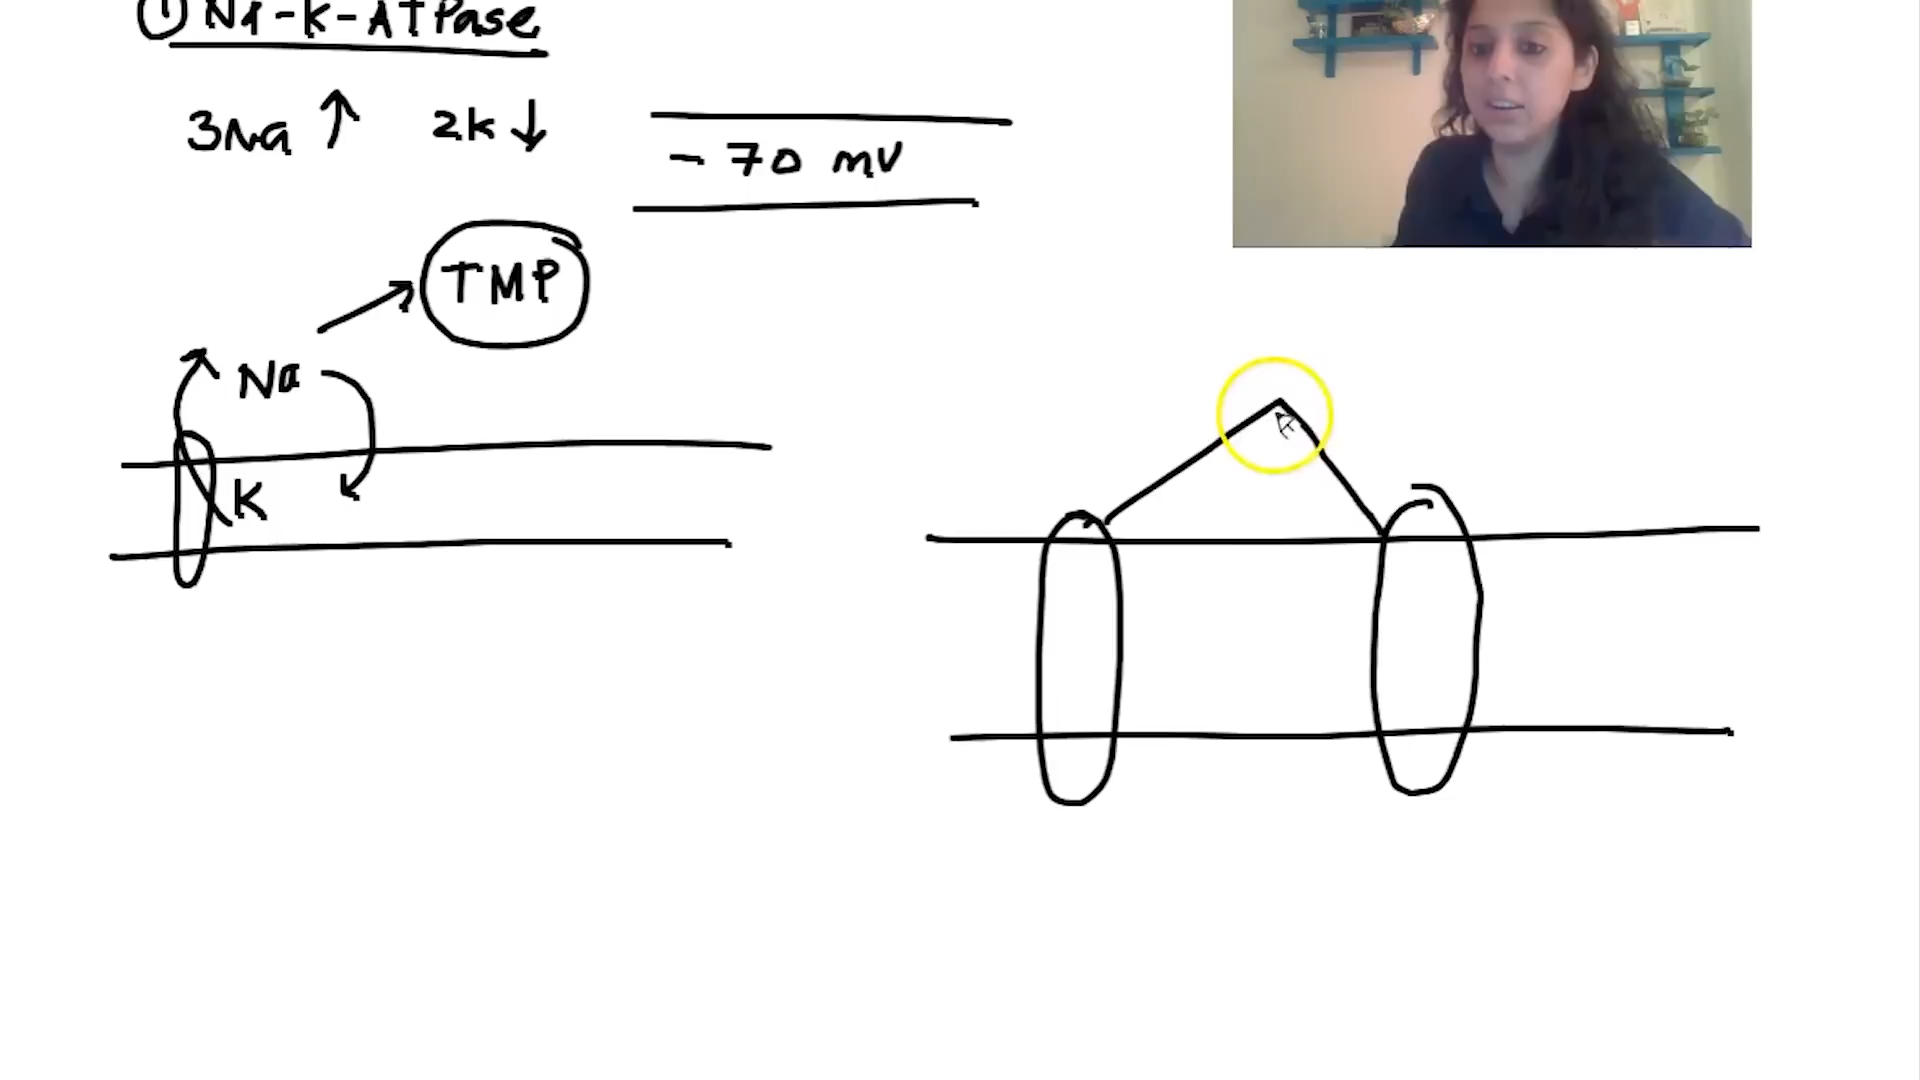 ① Na-K-ATPase
3Na ↑ 2K ↓
- 70 mV
TMP
Na
K